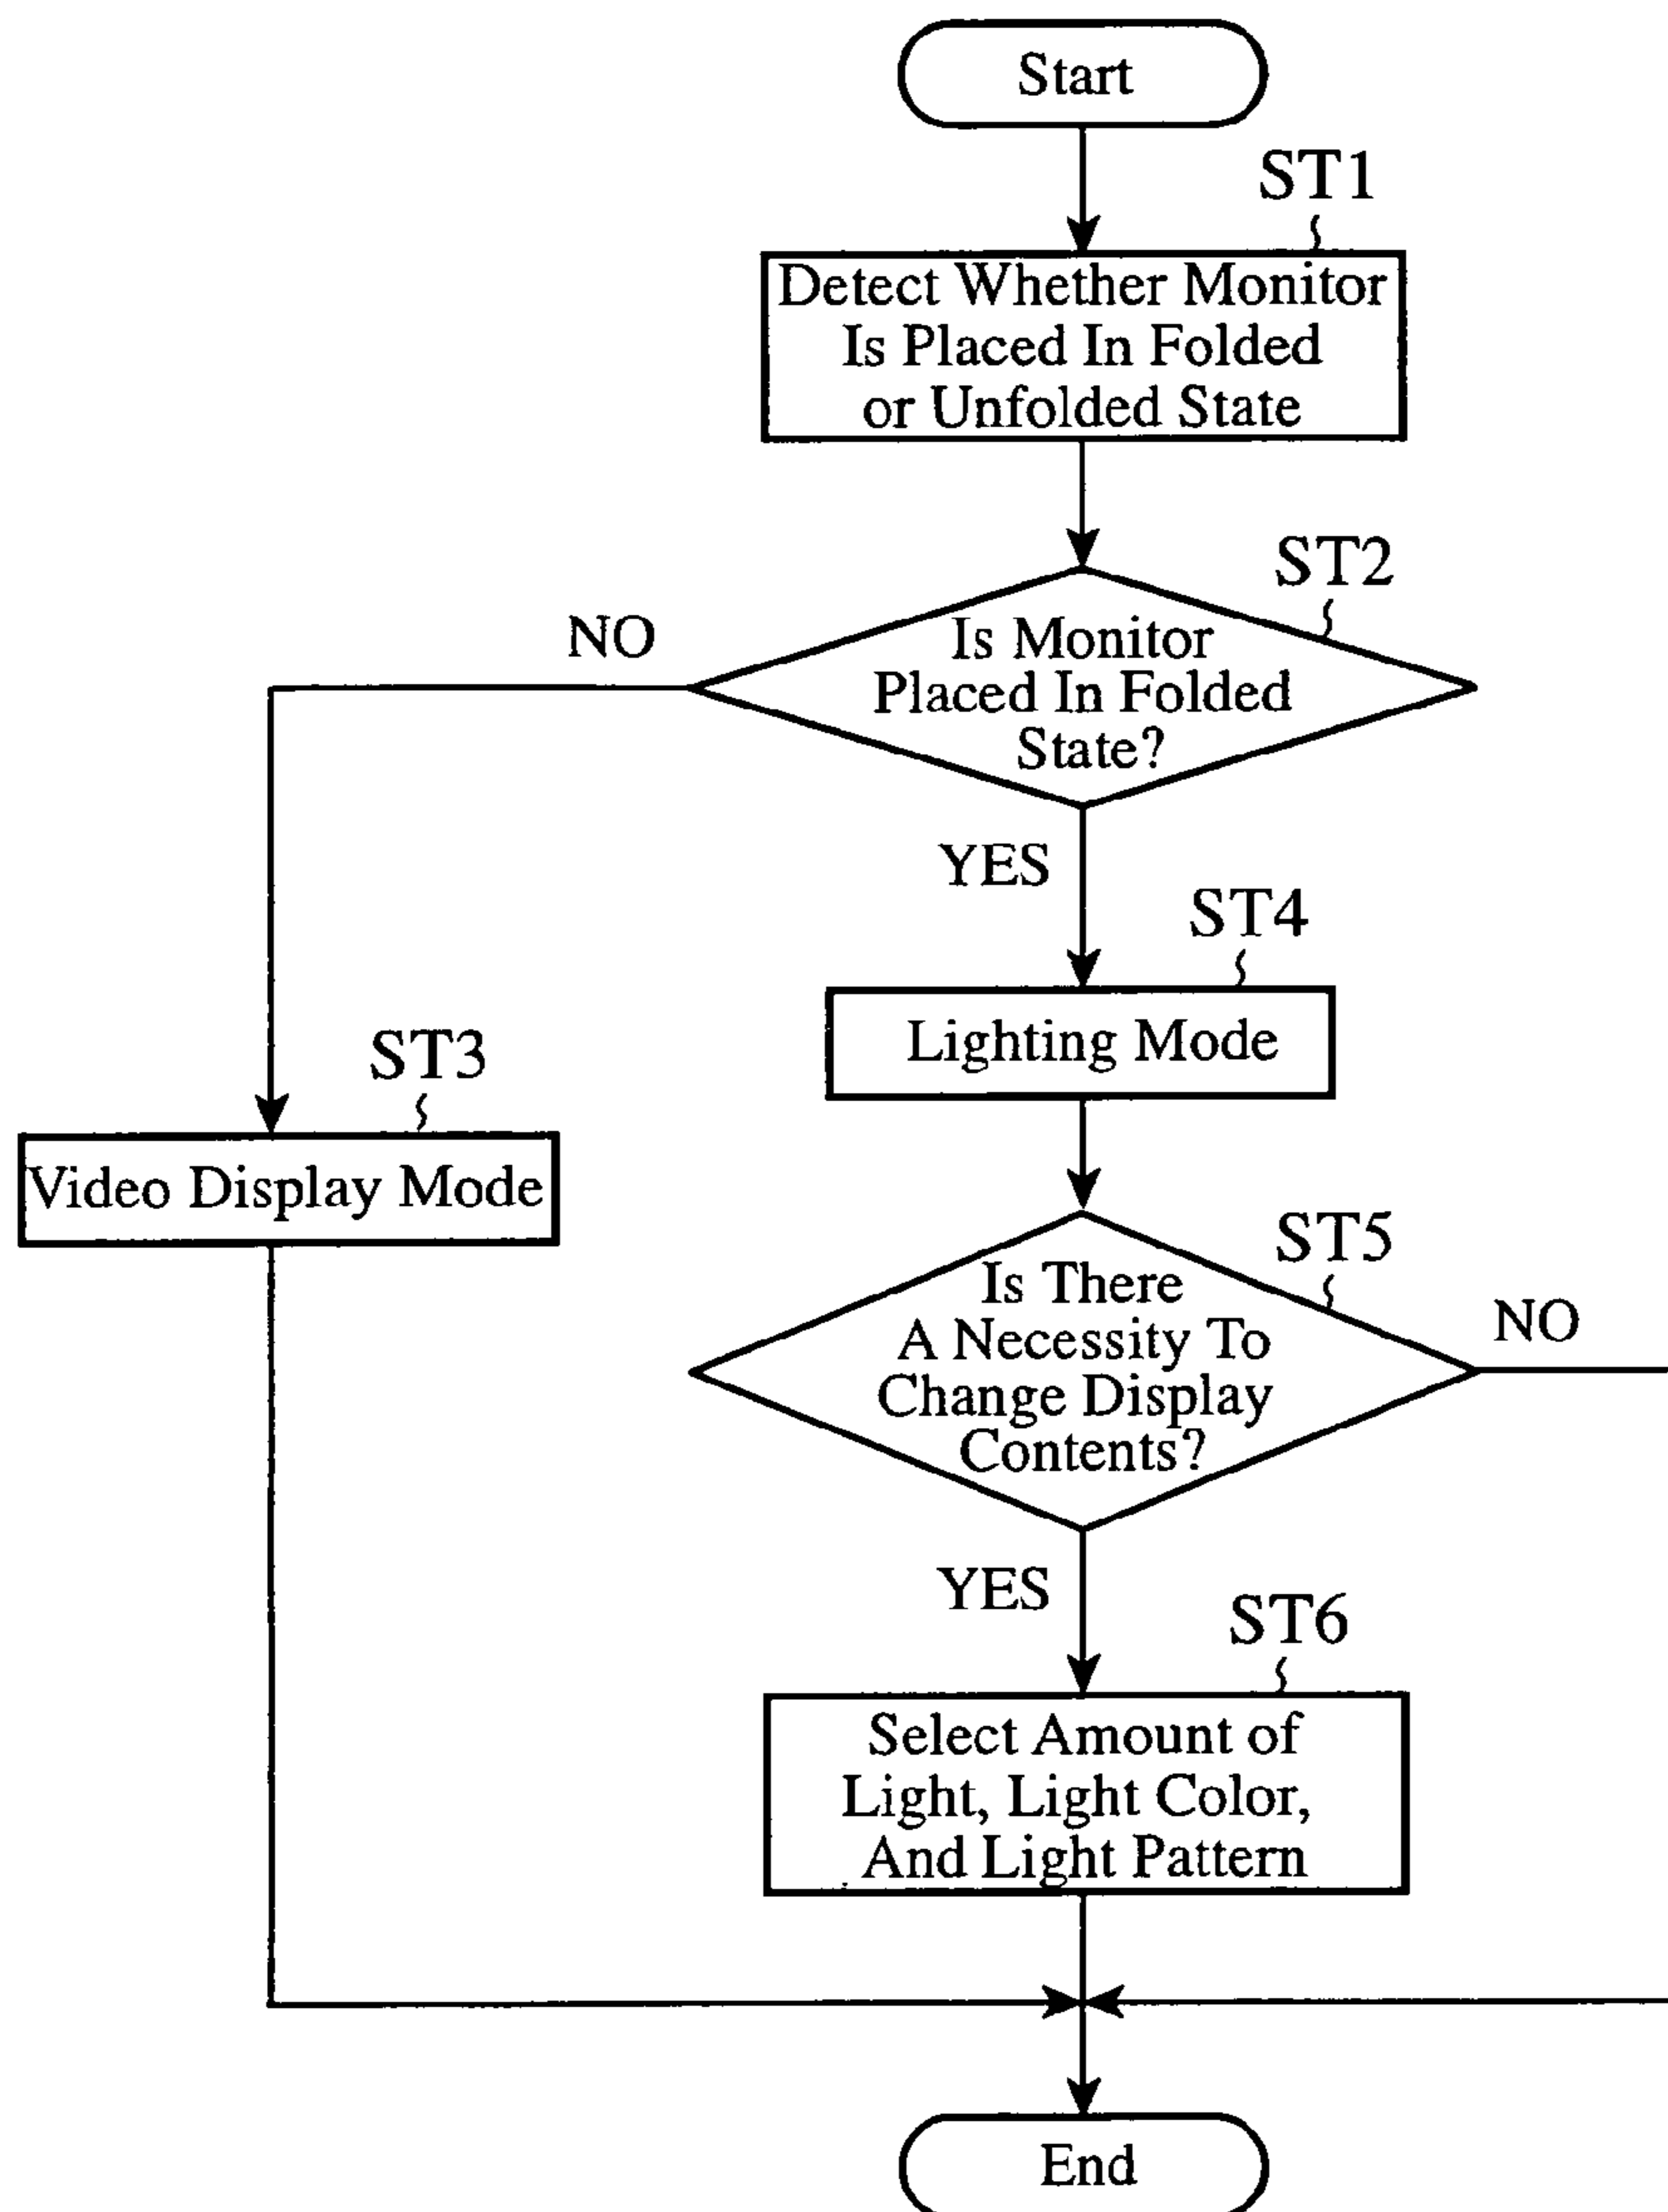 Start
ST1
Detect Whether Monitor
Is Placed In Folded
or Unfolded State
ST2
NO
Is Monitor
Placed In Folded
State?
YES
ST4
Lighting Mode
ST3
Video Display Mode
ST5
Is There
A Necessity To
Change Display
Contents?
NO
YES
ST6
Select Amount of
Light, Light Color,
And Light Pattern
End